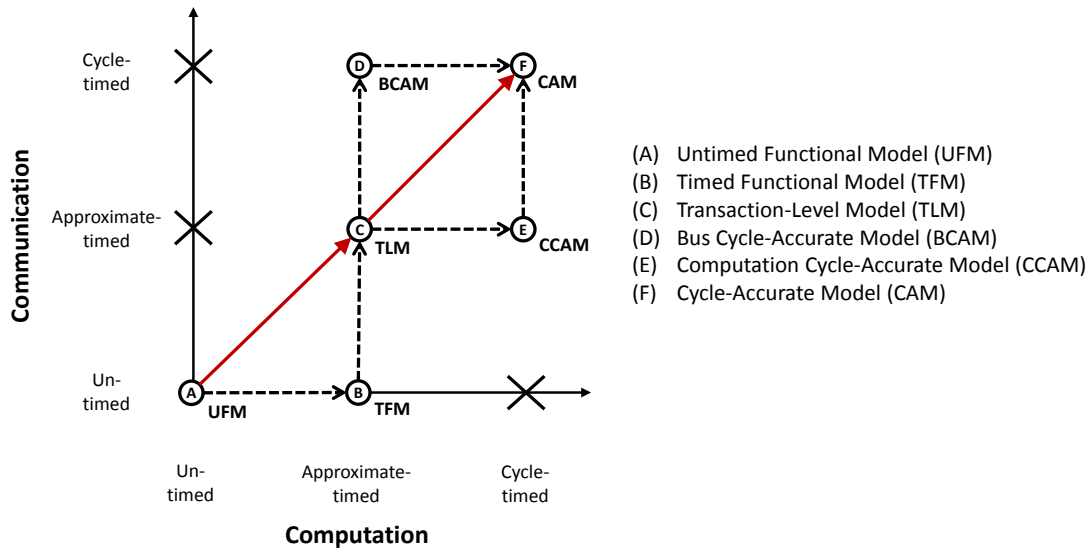 Cycle-
timed
D
BCAM
F
CAM
Communication
Approximate-
timed
C
TLM
E
CCAM
Un-
timed
A
UFM
B
TFM
Un-
timed
Approximate-
timed
Cycle-
timed
Computation
(A) Untimed Functional Model (UFM)
(B) Timed Functional Model (TFM)
(C) Transaction-Level Model (TLM)
(D) Bus Cycle-Accurate Model (BCAM)
(E) Computation Cycle-Accurate Model (CCAM)
(F) Cycle-Accurate Model (CAM)